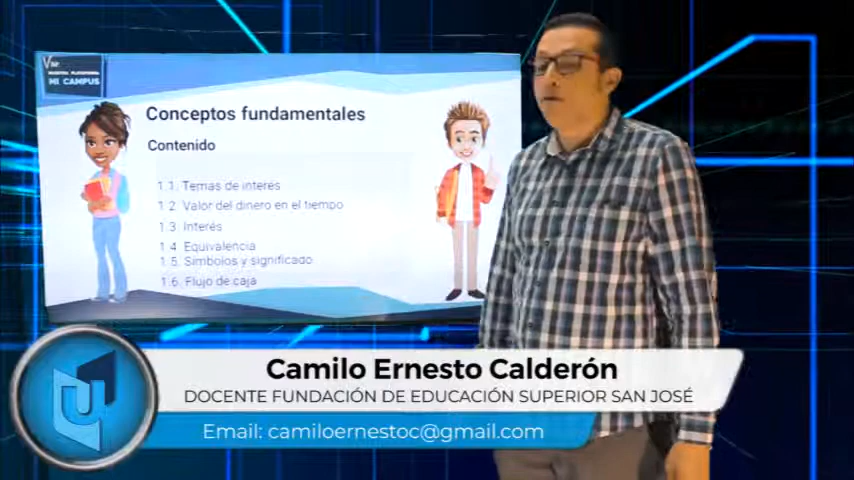 MI CAMPUS
Conceptos fundamentales
Contenido
1.1. Temas de interés
1.2. Valor del dinero en el tiempo
1.3. Interés
1.4. Equivalencia
1.5. Símbolos y significado
1.6. Flujo de caja
Camilo Ernesto Calderón
DOCENTE FUNDACIÓN DE EDUCACIÓN SUPERIOR SAN JOSÉ
Email: camiloernestoc@gmail.com